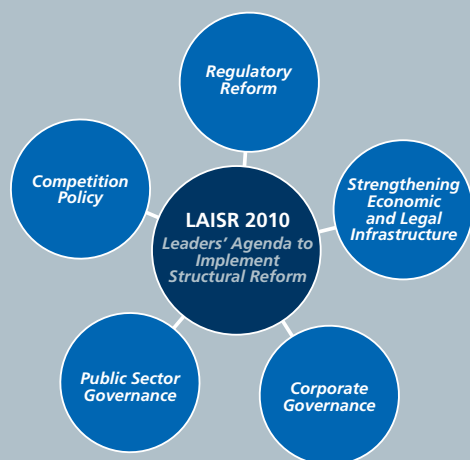 Regulatory
Reform
Competition
Policy
Strengthening
Economic
and Legal
Infrastructure
LAISR 2010
Leaders’ Agenda to
Implement
Structural Reform
Public Sector
Governance
Corporate
Governance